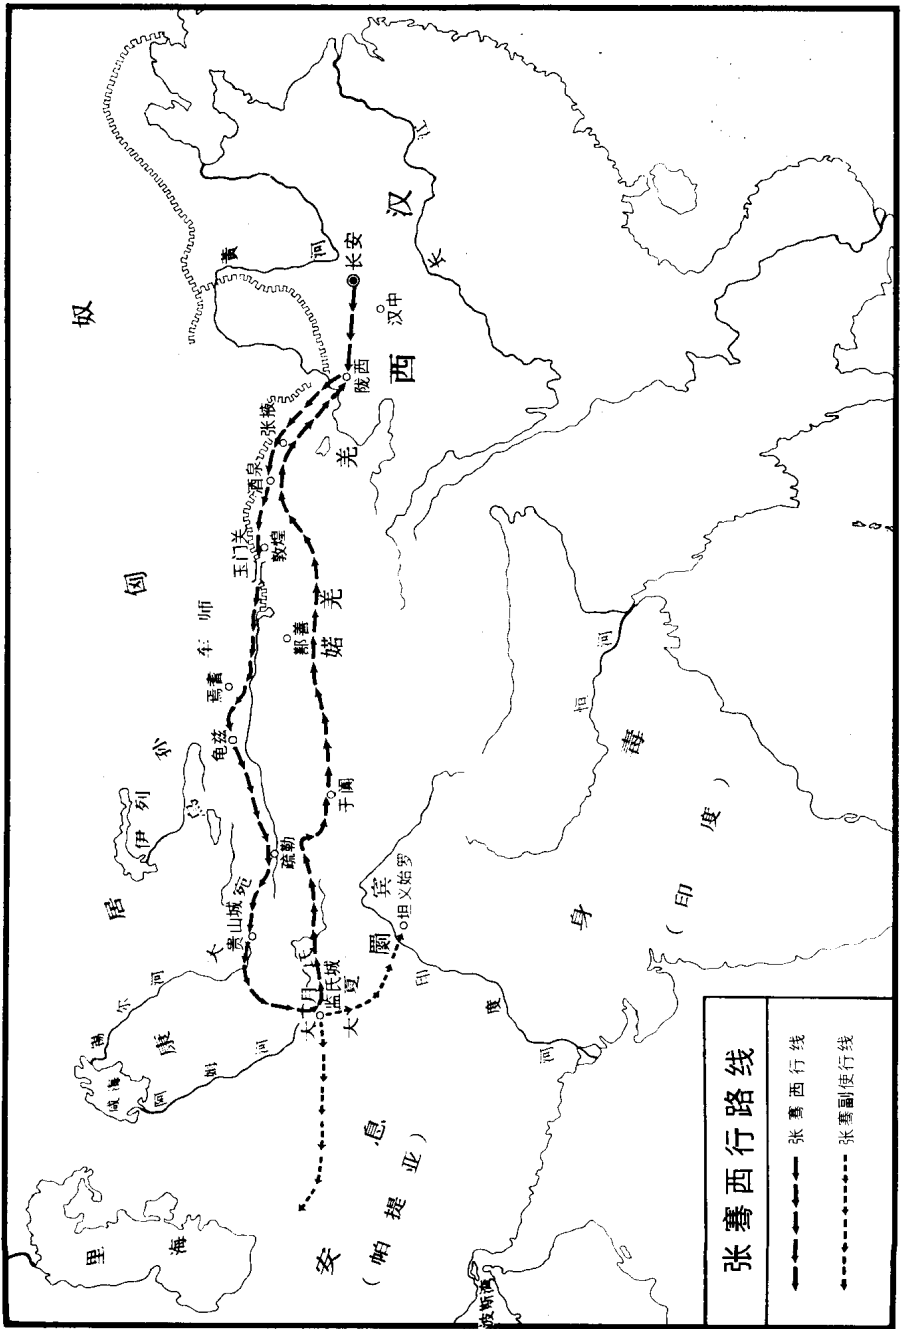 张骞西行路线
张骞西行线
张骞副使行线
匈
奴
西
汉
长安
汉中
陇西
黄
河
长
江
羌
张掖
酒泉
玉门关
敦煌
车师
鄯善
婼羌
焉耆
龟兹
于阗
疏勒
伊列
康
居
大宛
贵山城
大月氏
监氏城
大夏
罽宾
坦叉始罗
印
度
河
恒
河
身
毒
(印度)
安
息
(帕提亚)
里
海
咸海
锡尔河
阿姆河
波斯湾